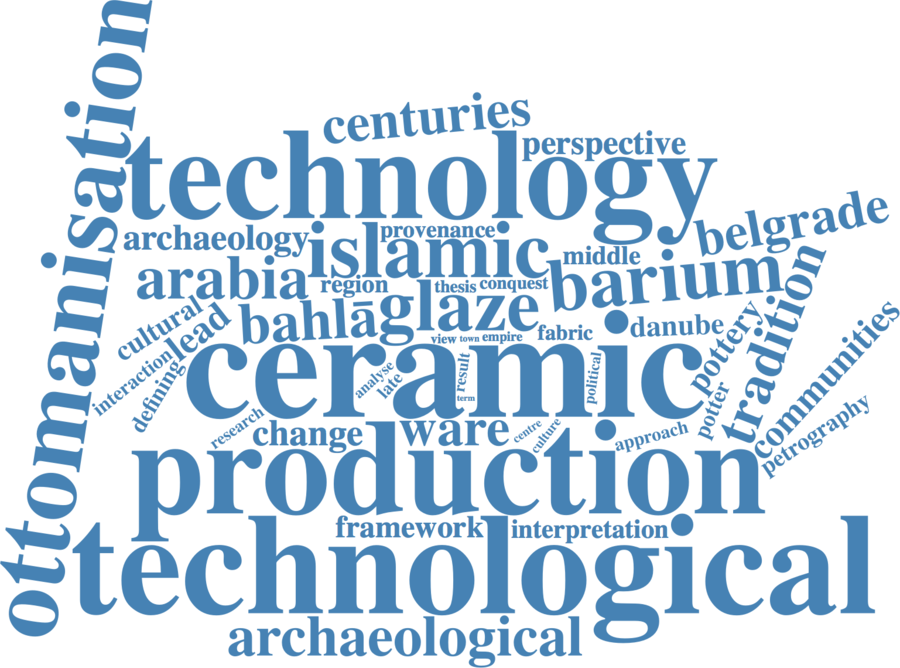 ottomanisation
centuries
technology
perspective
archaeology
islamic
provenance
belgrade
arabia
region
thesis
conquest
middle
barium
tradition
cultural
lead
bahlā
glaze
danube
pottery
communities
view
town
empire
fabric
interaction
defining
ceramic
analyse
late
result
term
political
potter
petrography
research
change
ware
centre
culture
approach
production
framework
interpretation
technological
archaeological